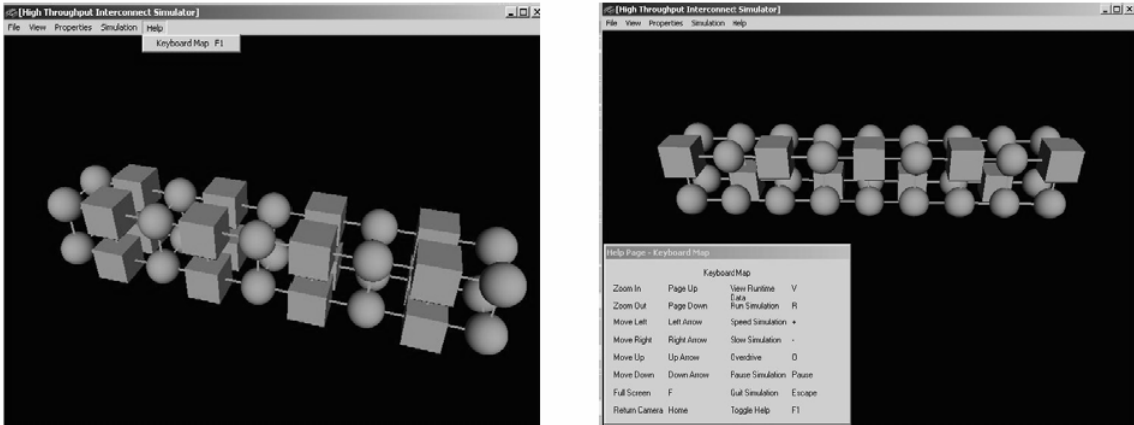 [High Throughput Interconnect Simulator]
File View Properties Simulation Help
Keyboard Map F1
[High Throughput Interconnect Simulator]
File View Properties Simulation Help
Help Page - Keyboard Map
Keyboard Map
Zoom In Page Up View Runtime Data V
Zoom Out Page Down Run Simulation R
Move Left Left Arrow Speed Simulation +
Move Right Right Arrow Slow Simulation -
Move Up Up Arrow Overdrive O
Move Down Down Arrow Pause Simulation Pause
Full Screen F Quit Simulation Escape
Return Camera Home Toggle Help F1